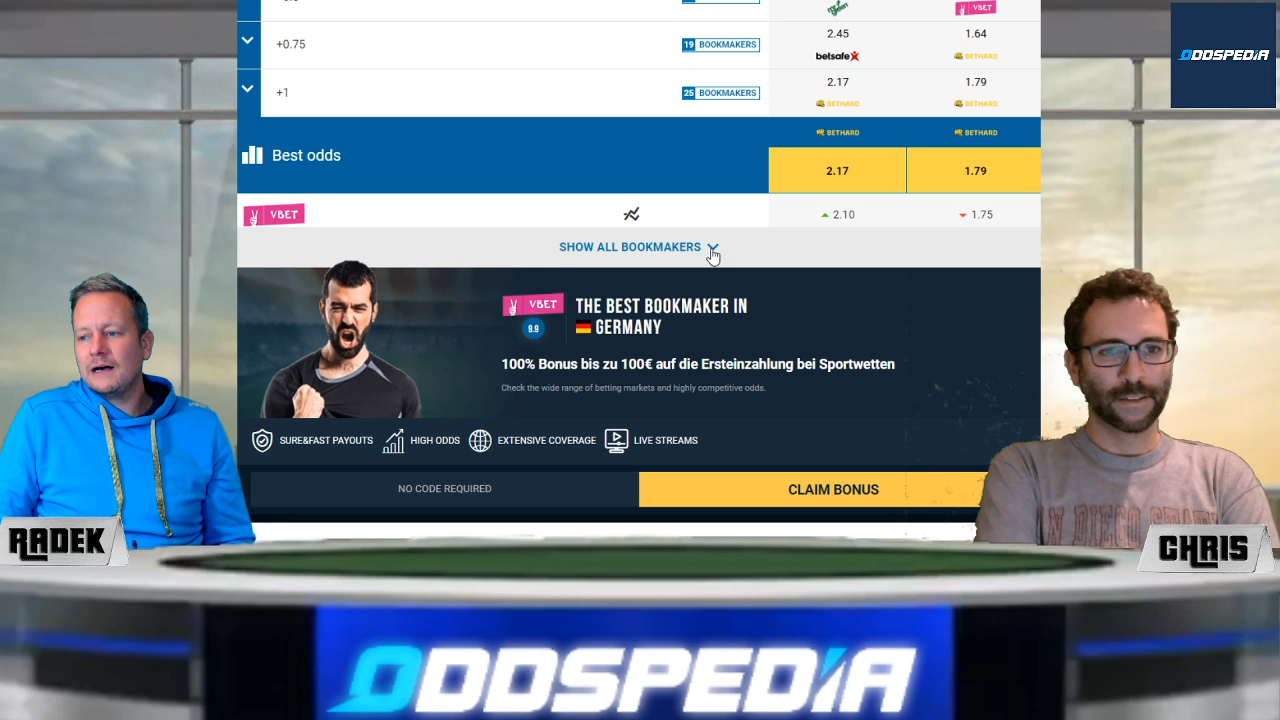 VBET
+0.75
19 BOOKMAKERS
2.45
1.64
betsafe
BETHARD
+1
25 BOOKMAKERS
2.17
1.79
BETHARD
BETHARD
BETHARD
BETHARD
Best odds
2.17
1.79
VBET
2.10
1.75
SHOW ALL BOOKMAKERS
VBET
THE BEST BOOKMAKER IN
9.9
GERMANY
100% Bonus bis zu 100€ auf die Ersteinzahlung bei Sportwetten
Check the wide range of betting markets and highly competitive odds.
SURE&FAST PAYOUTS
HIGH ODDS
EXTENSIVE COVERAGE
LIVE STREAMS
NO CODE REQUIRED
CLAIM BONUS
ODDSPEDIA
RADEK
CHRIS
ODDSPEDIA